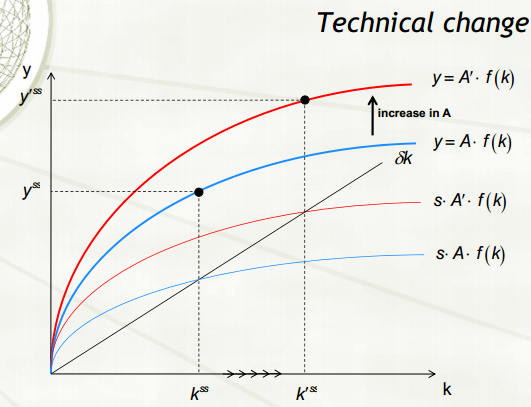 Technical change
y
y = A′· f(k)
y′ss
increase in A
y = A· f(k)
δk
yss
s· A′· f(k)
s· A· f(k)
k
kss
k′ss